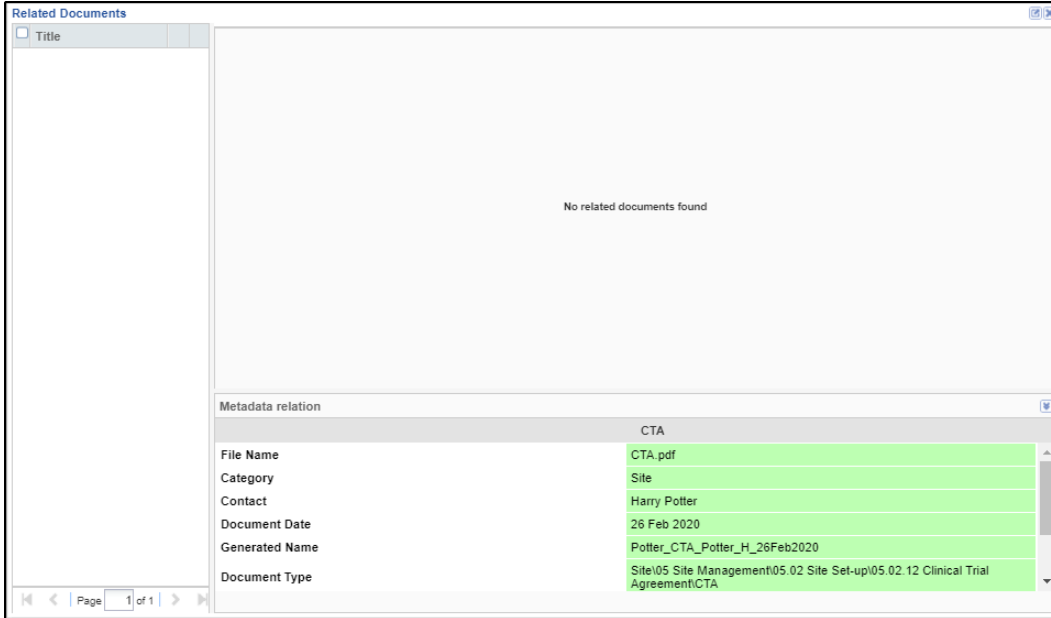 Related Documents
Title
No related documents found
Metadata relation
CTA
File Name CTA.pdf
Category Site
Contact Harry Potter
Document Date 26 Feb 2020
Generated Name Potter_CTA_Potter_H_26Feb2020
Document Type Site\05 Site Management\05.02 Site Set-up\05.02.12 Clinical Trial
Agreement\CTA
Page 1 of 1